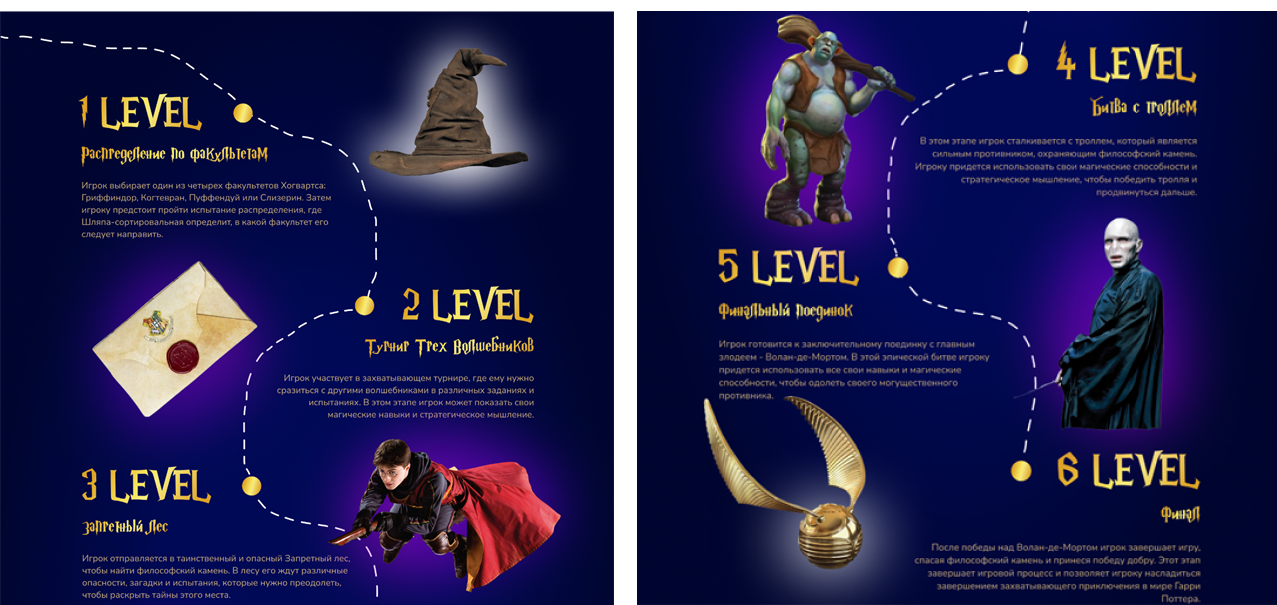 1 LEVEL
Распределение по факультетам
Игрок выбирает один из четырех факультетов Хогвартса:
Гриффиндор, Когтевран, Пуффендуй или Слизерин. Затем
игроку предстоит пройти испытание распределения, где
Шляпа-сортировальная определит, в какой факультет его
следует направить.
2 LEVEL
Турнир Трех Волшебников
Игрок участвует в захватывающем турнире, где ему нужно
сразиться с другими волшебниками в различных заданиях и
испытаниях. В этом этапе игрок может показать свои
магические навыки и стратегическое мышление.
3 LEVEL
Запретный Лес
Игрок отправляется в таинственный и опасный Запретный лес,
чтобы найти философский камень. В лесу его ждут различные
опасности, загадки и испытания, которые нужно преодолеть,
чтобы раскрыть тайны этого места.
4 LEVEL
Битва с троллем
В этом этапе игрок сталкивается с троллем, который является
сильным противником, охраняющим философский камень.
Игроку придется использовать свои магические способности и
стратегическое мышление, чтобы победить тролля и
продвинуться дальше.
5 LEVEL
Финальный поединок
Игрок готовится к заключительному поединку с главным
злодеем - Волан-де-Мортом. В этой эпической битве игроку
придется использовать все свои навыки и магические
способности, чтобы одолеть своего могущественного
противника.
6 LEVEL
Финал
После победы над Волан-де-Мортом игрок завершает игру,
спасая философский камень и принеся победу добру. Этот этап
завершает игровой процесс и позволяет игроку насладиться
завершением захватывающего приключения в мире Гарри
Поттера.